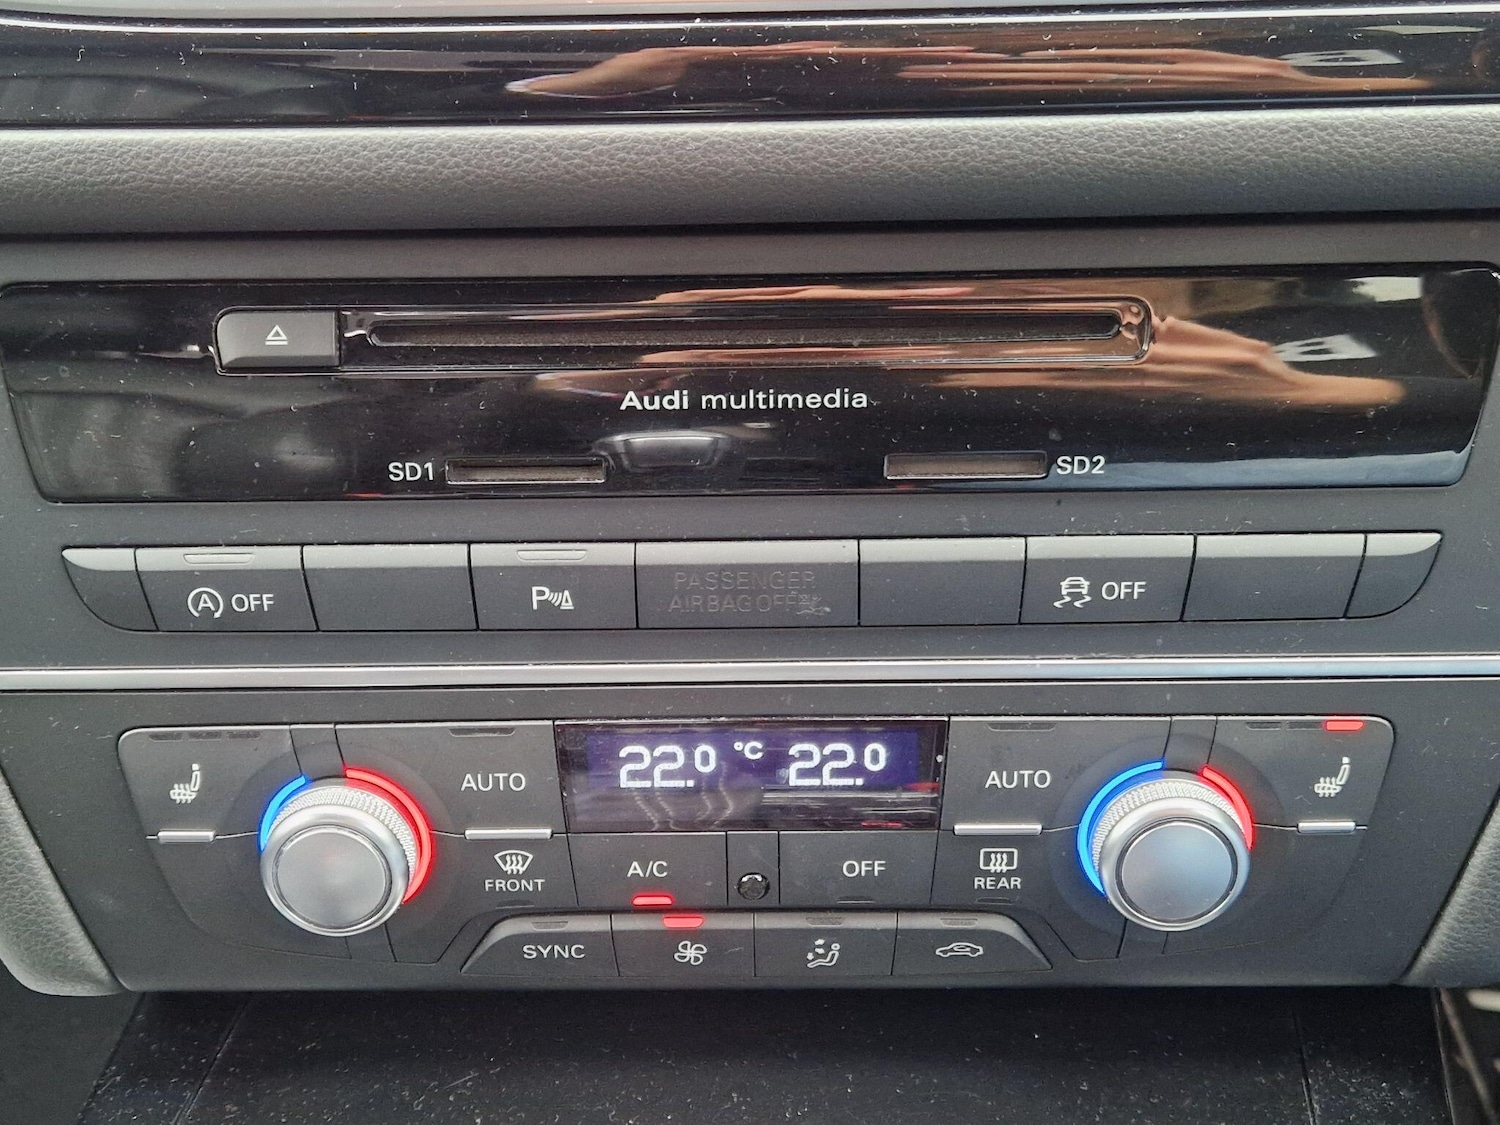 Audi multimedia
SD1
SD2
A OFF
P
PASSENGER
AIRBAG OFF
OFF
AUTO
22.0 °C 22.0
AUTO
FRONT
A/C
OFF
REAR
SYNC